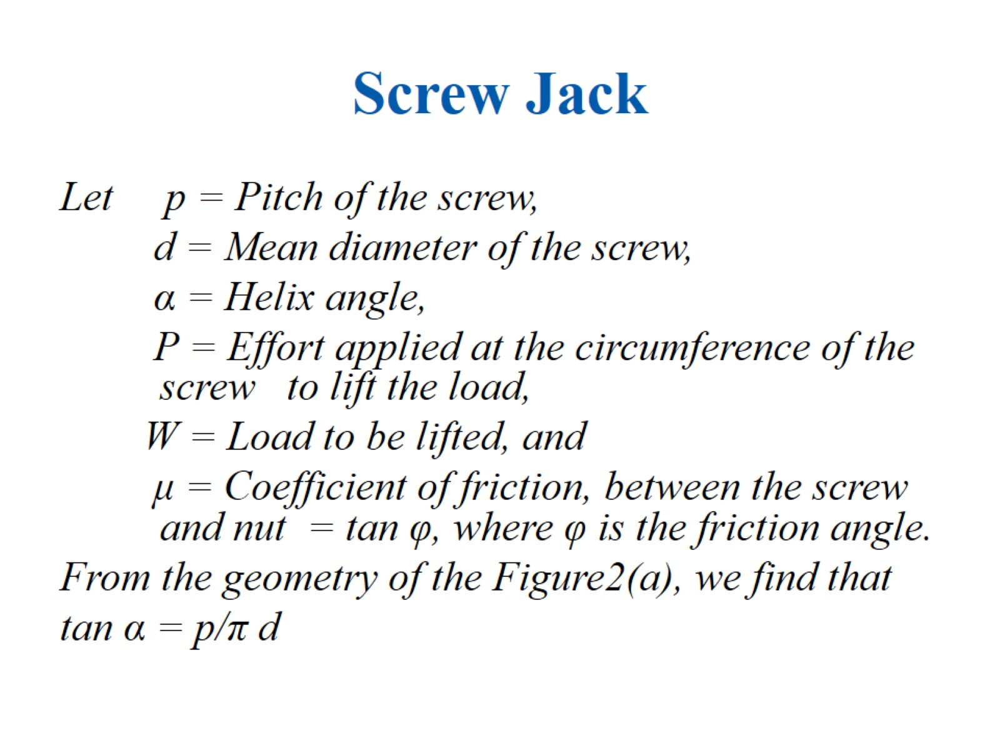 Screw Jack
Let p = Pitch of the screw,
d = Mean diameter of the screw,
α = Helix angle,
P = Effort applied at the circumference of the
screw to lift the load,
W = Load to be lifted, and
μ = Coefficient of friction, between the screw
and nut = tan φ, where φ is the friction angle.
From the geometry of the Figure2(a), we find that
tan α = p/π d